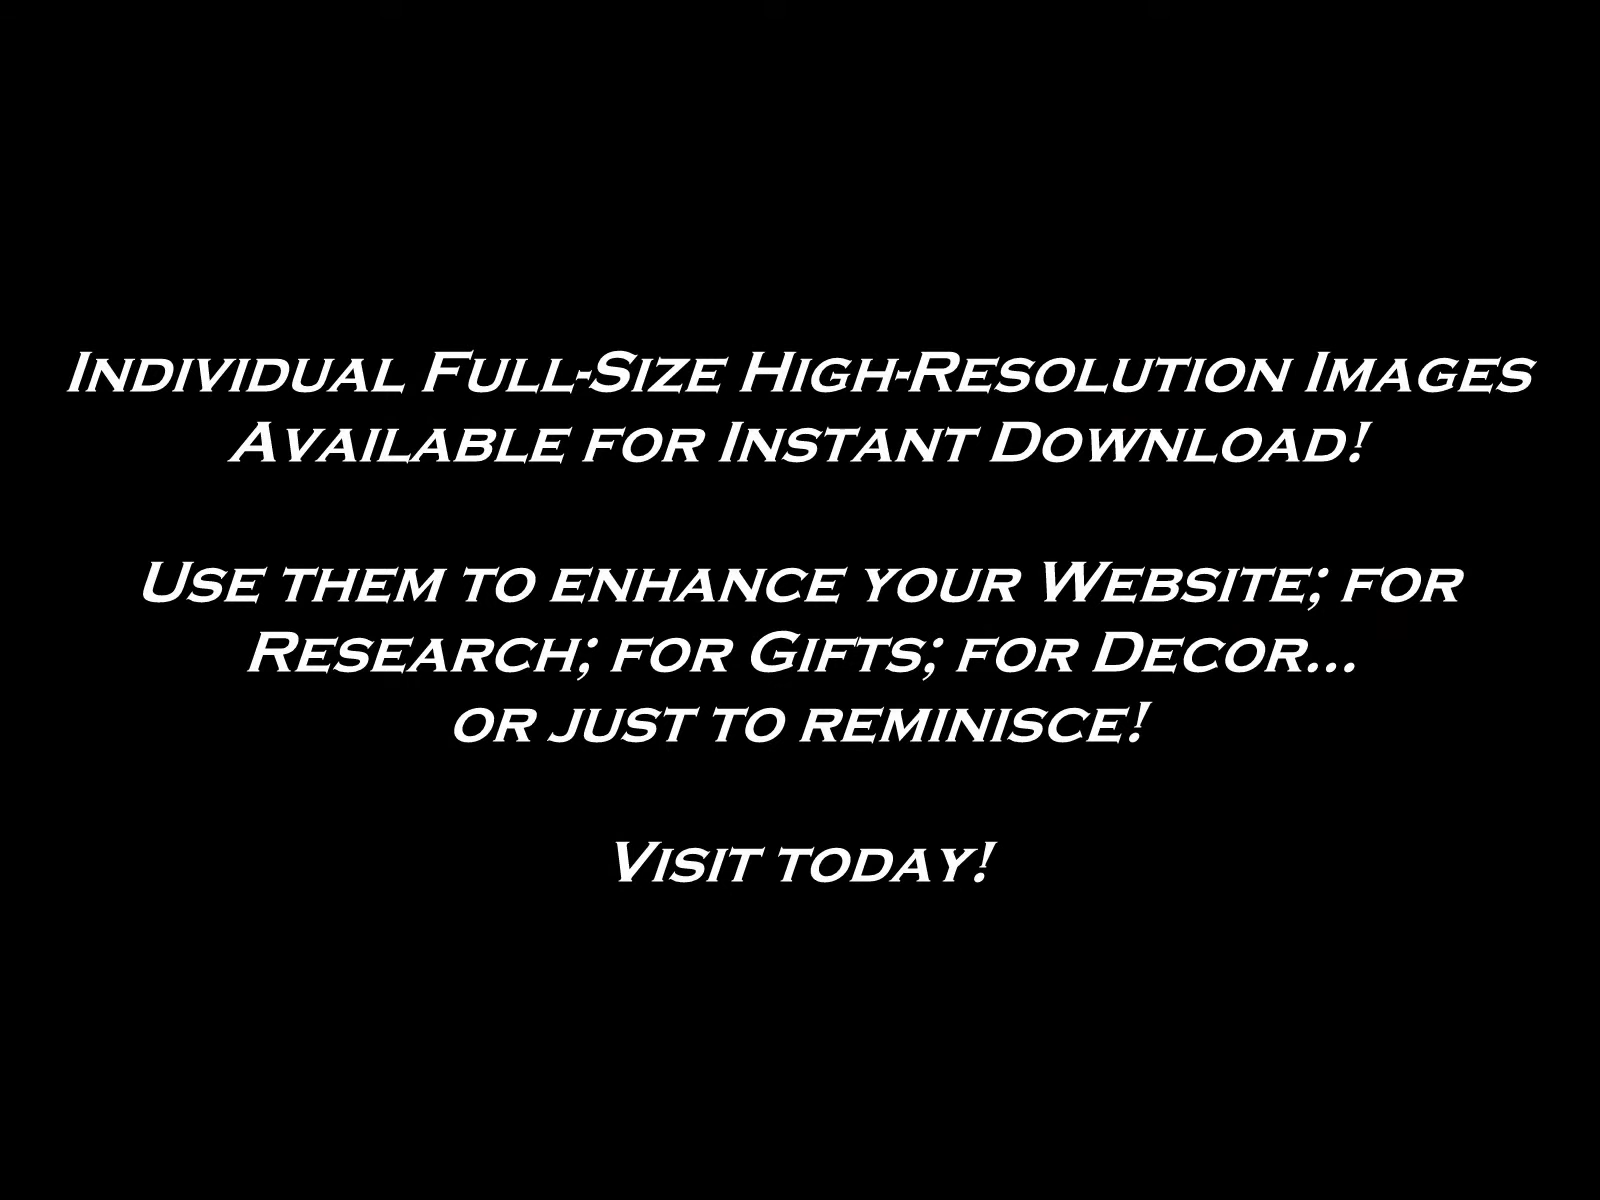 Individual Full-Size High-Resolution Images
Available for Instant Download!
Use them to enhance your Website; for
Research; for Gifts; for Decor...
or just to reminisce!
Visit today!